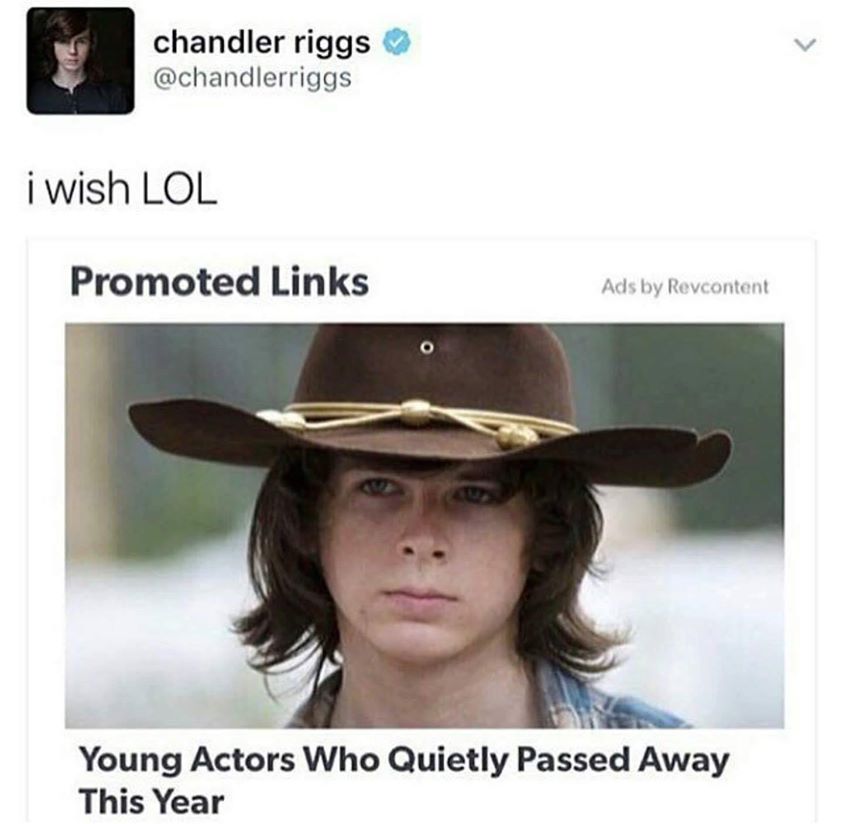 chandler riggs
@chandlerriggs
i wish LOL
Promoted Links
Ads by Revcontent
Young Actors Who Quietly Passed Away
This Year